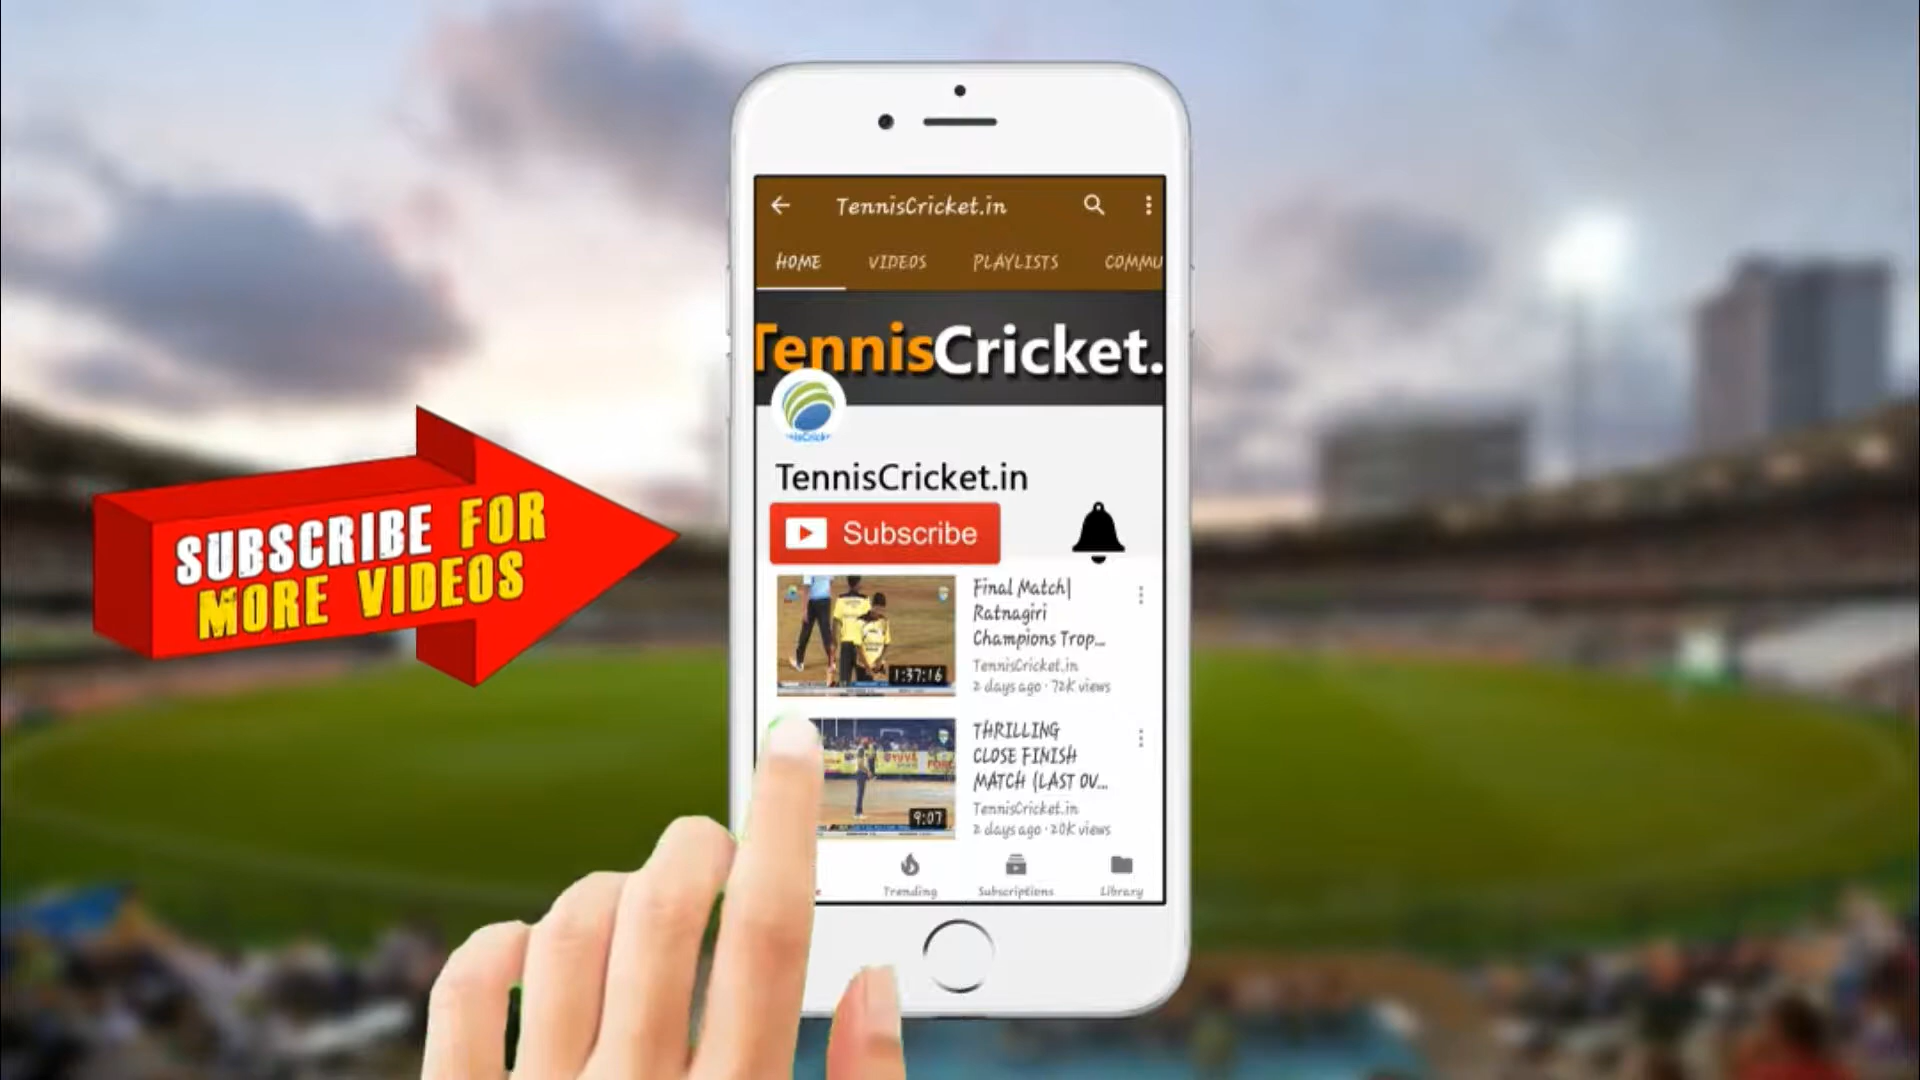 TennisCricket.in
HOME VIDEOS PLAYLISTS COMMU
TennisCricket.
TennisCricket.in
Subscribe
SUBSCRIBE FOR
MORE VIDEOS
Final Match|
Ratnagiri
Champions Trop...
TennisCricket.in
2 days ago · 72K views
1:37:16
THRILLING
CLOSE FINISH
MATCH (LAST OV...
TennisCricket.in
2 days ago · 20K views
9:07
Trending Subscriptions Library